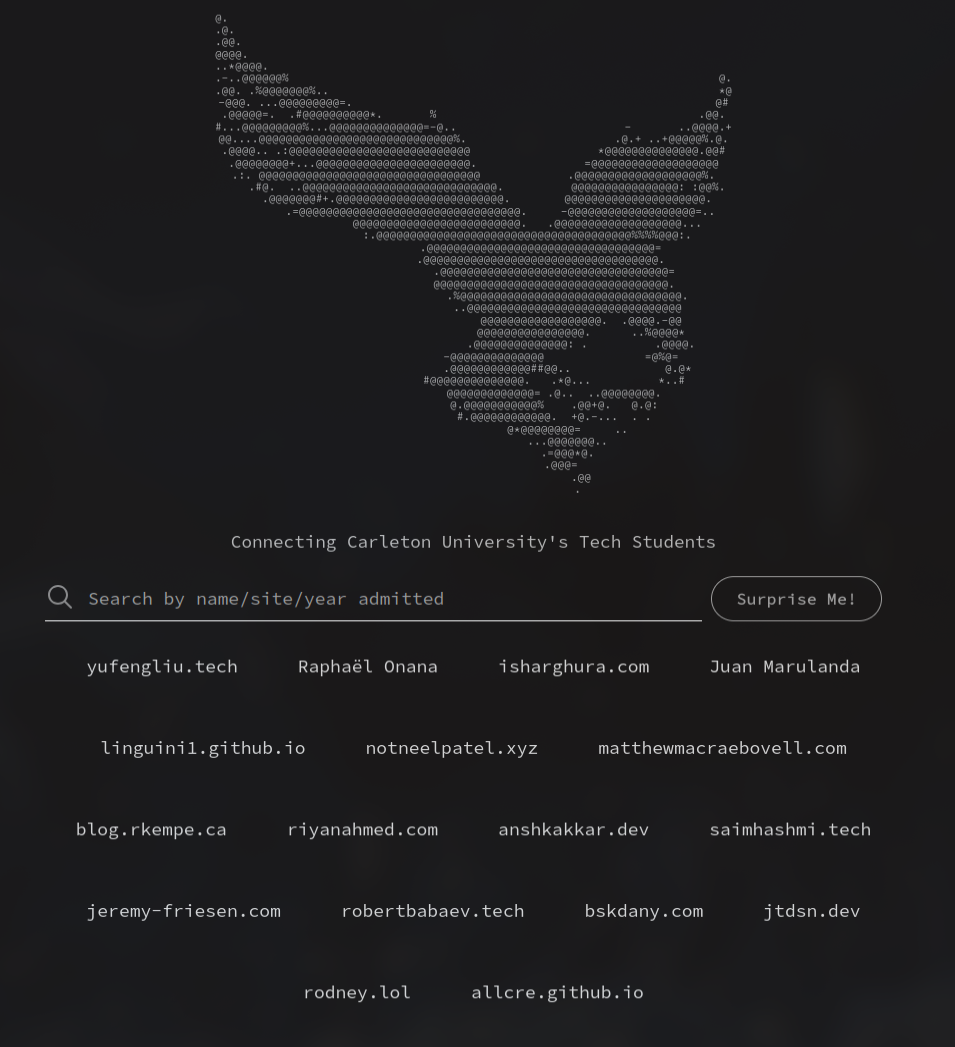 Connecting Carleton University's Tech Students
Search by name/site/year admitted
Surprise Me!
yufengliu.tech Raphaël Onana isharghura.com Juan Marulanda
linguini1.github.io notneelpatel.xyz matthewmacraebovell.com
blog.rkempe.ca riyanahmed.com anshkakkar.dev saimhashmi.tech
jeremy-friesen.com robertbabaev.tech bskdany.com jtdsn.dev
rodney.lol allcre.github.io